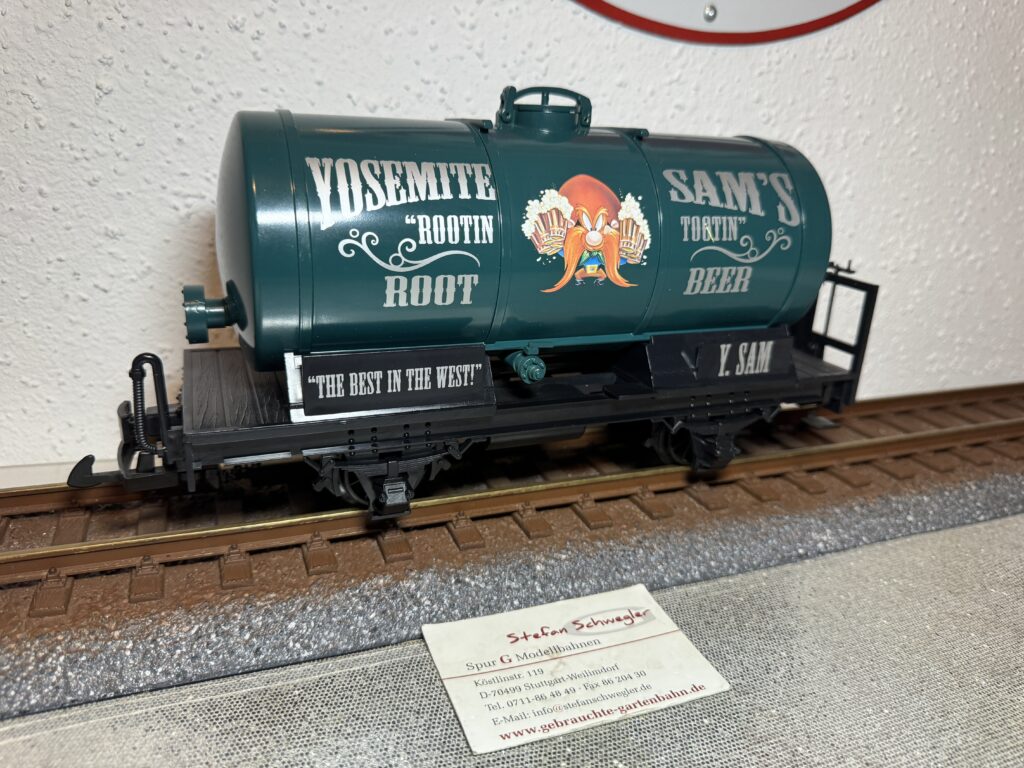 YOSEMITE
"ROOTIN
ROOT
SAM'S
TOOTIN"
BEER
"THE BEST IN THE WEST!"
Y. SAM
Stefan Schwegler
Spur G Modellbahnen
Köstlinstr. 119
D-70499 Stuttgart-Weilimdorf
Tel. 0711-86 48 49 · Fax 86 204 30
E-Mail: info@stefanschwegler.de
www.gebrauchte-gartenbahn.de